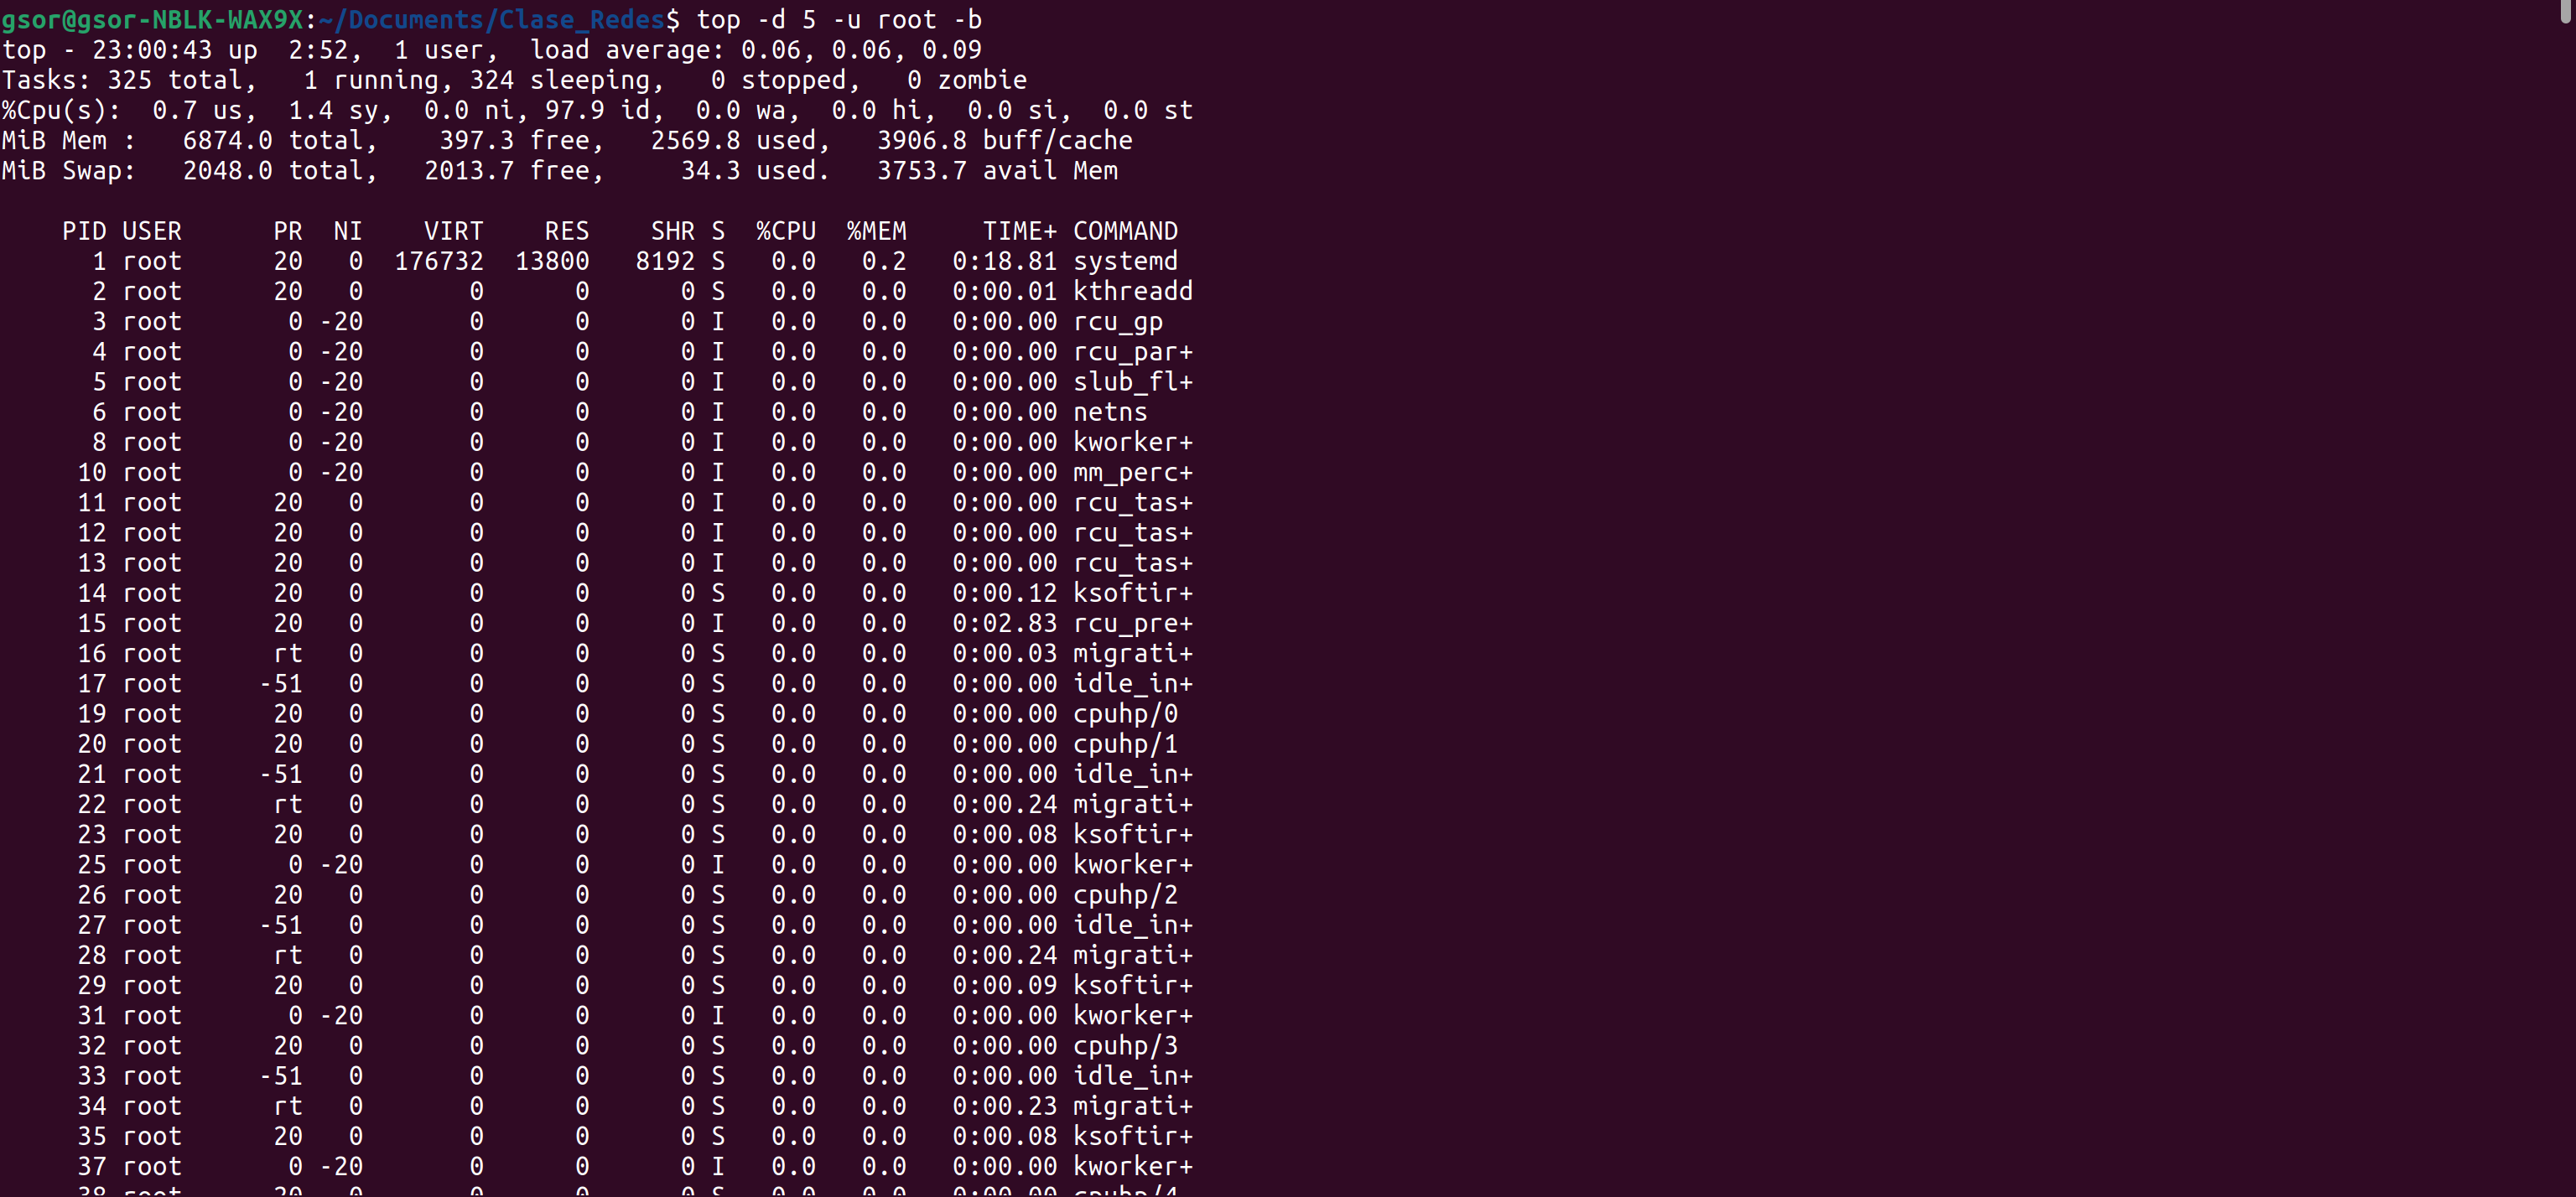 gsor@gsor-NBLK-WAX9X:~/Documents/Clase_Redes$ top -d 5 -u root -b
top - 23:00:43 up  2:52,  1 user,  load average: 0.06, 0.06, 0.09
Tasks: 325 total,   1 running, 324 sleeping,   0 stopped,   0 zombie
%Cpu(s):  0.7 us,  1.4 sy,  0.0 ni, 97.9 id,  0.0 wa,  0.0 hi,  0.0 si,  0.0 st
MiB Mem :   6874.0 total,    397.3 free,   2569.8 used,   3906.8 buff/cache
MiB Swap:   2048.0 total,   2013.7 free,     34.3 used.   3753.7 avail Mem
PID USER      PR  NI    VIRT    RES    SHR S  %CPU  %MEM     TIME+ COMMAND
1 root      20   0  176732  13800   8192 S   0.0   0.2   0:18.81 systemd
2 root      20   0       0      0      0 S   0.0   0.0   0:00.01 kthreadd
3 root       0 -20       0      0      0 I   0.0   0.0   0:00.00 rcu_gp
4 root       0 -20       0      0      0 I   0.0   0.0   0:00.00 rcu_par+
5 root       0 -20       0      0      0 I   0.0   0.0   0:00.00 slub_fl+
6 root       0 -20       0      0      0 I   0.0   0.0   0:00.00 netns
8 root       0 -20       0      0      0 I   0.0   0.0   0:00.00 kworker+
10 root       0 -20       0      0      0 I   0.0   0.0   0:00.00 mm_perc+
11 root      20   0       0      0      0 I   0.0   0.0   0:00.00 rcu_tas+
12 root      20   0       0      0      0 I   0.0   0.0   0:00.00 rcu_tas+
13 root      20   0       0      0      0 I   0.0   0.0   0:00.00 rcu_tas+
14 root      20   0       0      0      0 S   0.0   0.0   0:00.12 ksoftir+
15 root      20   0       0      0      0 I   0.0   0.0   0:02.83 rcu_pre+
16 root      rt   0       0      0      0 S   0.0   0.0   0:00.03 migrati+
17 root     -51   0       0      0      0 S   0.0   0.0   0:00.00 idle_in+
19 root      20   0       0      0      0 S   0.0   0.0   0:00.00 cpuhp/0
20 root      20   0       0      0      0 S   0.0   0.0   0:00.00 cpuhp/1
21 root     -51   0       0      0      0 S   0.0   0.0   0:00.00 idle_in+
22 root      rt   0       0      0      0 S   0.0   0.0   0:00.24 migrati+
23 root      20   0       0      0      0 S   0.0   0.0   0:00.08 ksoftir+
25 root       0 -20       0      0      0 I   0.0   0.0   0:00.00 kworker+
26 root      20   0       0      0      0 S   0.0   0.0   0:00.00 cpuhp/2
27 root     -51   0       0      0      0 S   0.0   0.0   0:00.00 idle_in+
28 root      rt   0       0      0      0 S   0.0   0.0   0:00.24 migrati+
29 root      20   0       0      0      0 S   0.0   0.0   0:00.09 ksoftir+
31 root       0 -20       0      0      0 I   0.0   0.0   0:00.00 kworker+
32 root      20   0       0      0      0 S   0.0   0.0   0:00.00 cpuhp/3
33 root     -51   0       0      0      0 S   0.0   0.0   0:00.00 idle_in+
34 root      rt   0       0      0      0 S   0.0   0.0   0:00.23 migrati+
35 root      20   0       0      0      0 S   0.0   0.0   0:00.08 ksoftir+
37 root       0 -20       0      0      0 I   0.0   0.0   0:00.00 kworker+
38 root      20   0       0      0      0 S   0.0   0.0   0:00.00 cpuhp/4